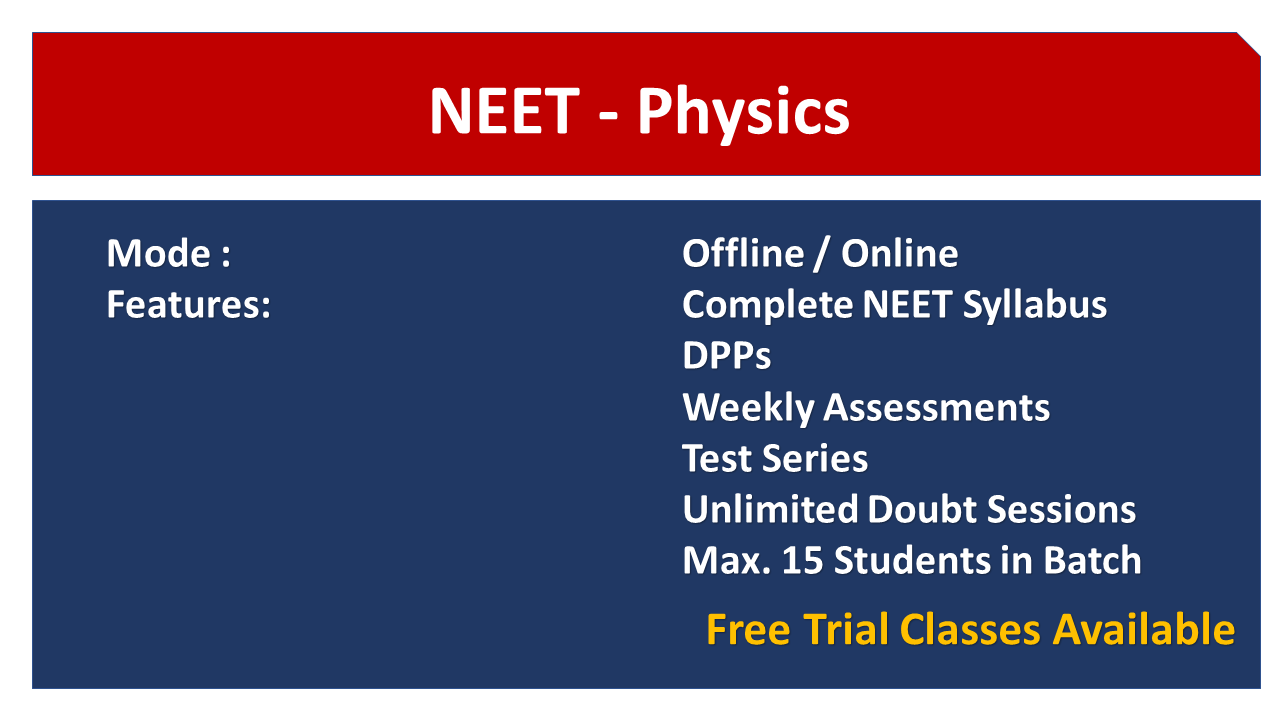 NEET - Physics
Mode : Offline / Online
Features: Complete NEET Syllabus
DPPs
Weekly Assessments
Test Series
Unlimited Doubt Sessions
Max. 15 Students in Batch
Free Trial Classes Available